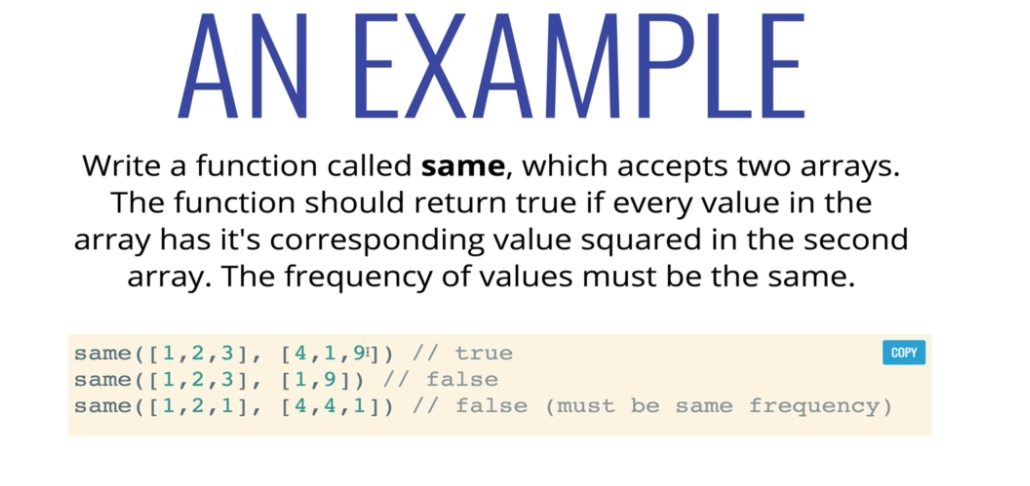 AN EXAMPLE
Write a function called same, which accepts two arrays.
The function should return true if every value in the
array has it's corresponding value squared in the second
array. The frequency of values must be the same.
same([1,2,3], [4,1,9]) // true
COPY
same([1,2,3], [1,9]) // false
same([1,2,1], [4,4,1]) // false (must be same frequency)